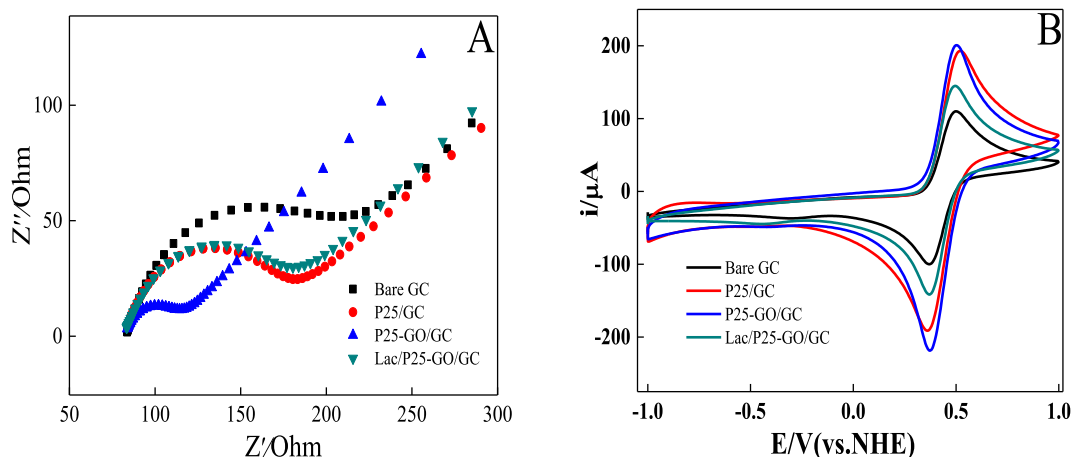 A
Z''/Ohm
100
50
0
Bare GC
P25/GC
P25-GO/GC
Lac/P25-GO/GC
50 100 150 200 250 300
Z'/Ohm
B
i/μA
200
100
0
-100
-200
Bare GC
P25/GC
P25-GO/GC
Lac/P25-GO/GC
-1.0 -0.5 0.0 0.5 1.0
E/V(vs.NHE)